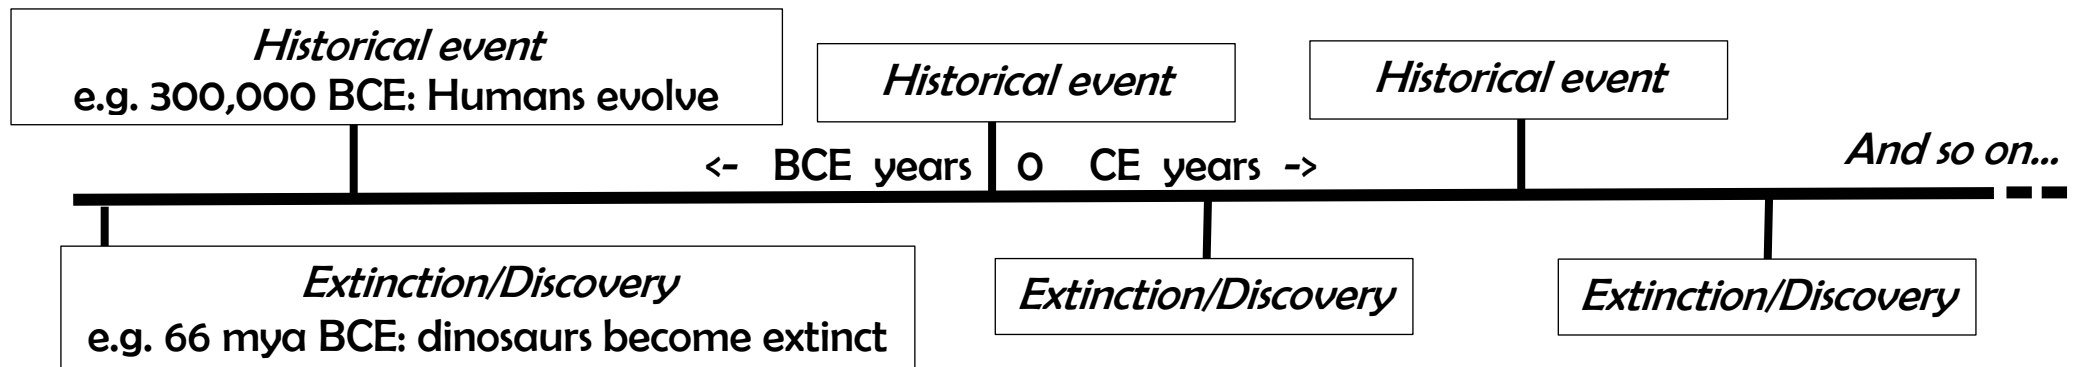 Historical event
e.g. 300,000 BCE: Humans evolve
Historical event
Historical event
<- BCE years 0 CE years ->
And so on...
Extinction/Discovery
e.g. 66 mya BCE: dinosaurs become extinct
Extinction/Discovery
Extinction/Discovery